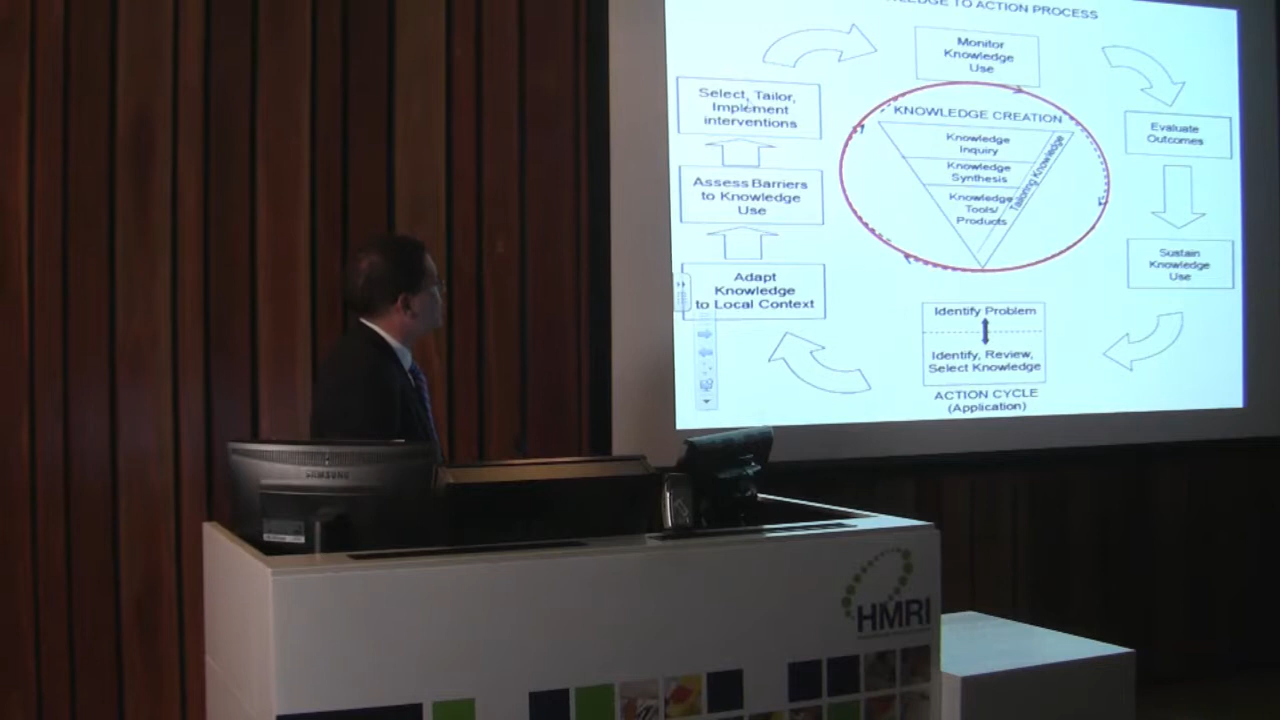 TO ACTION PROCESS
Monitor
Knowledge
Use
Select, Tailor,
Implement
interventions
KNOWLEDGE CREATION
Knowledge
Inquiry
Knowledge
Synthesis
Knowledge
Tools/
Products
Tailoring Knowledge
Evaluate
Outcomes
Assess Barriers
to Knowledge
Use
Sustain
Knowledge
Use
Adapt
Knowledge
to Local Context
Identify Problem
Identify, Review,
Select Knowledge
ACTION CYCLE
(Application)
SAMSUNG
HMRI